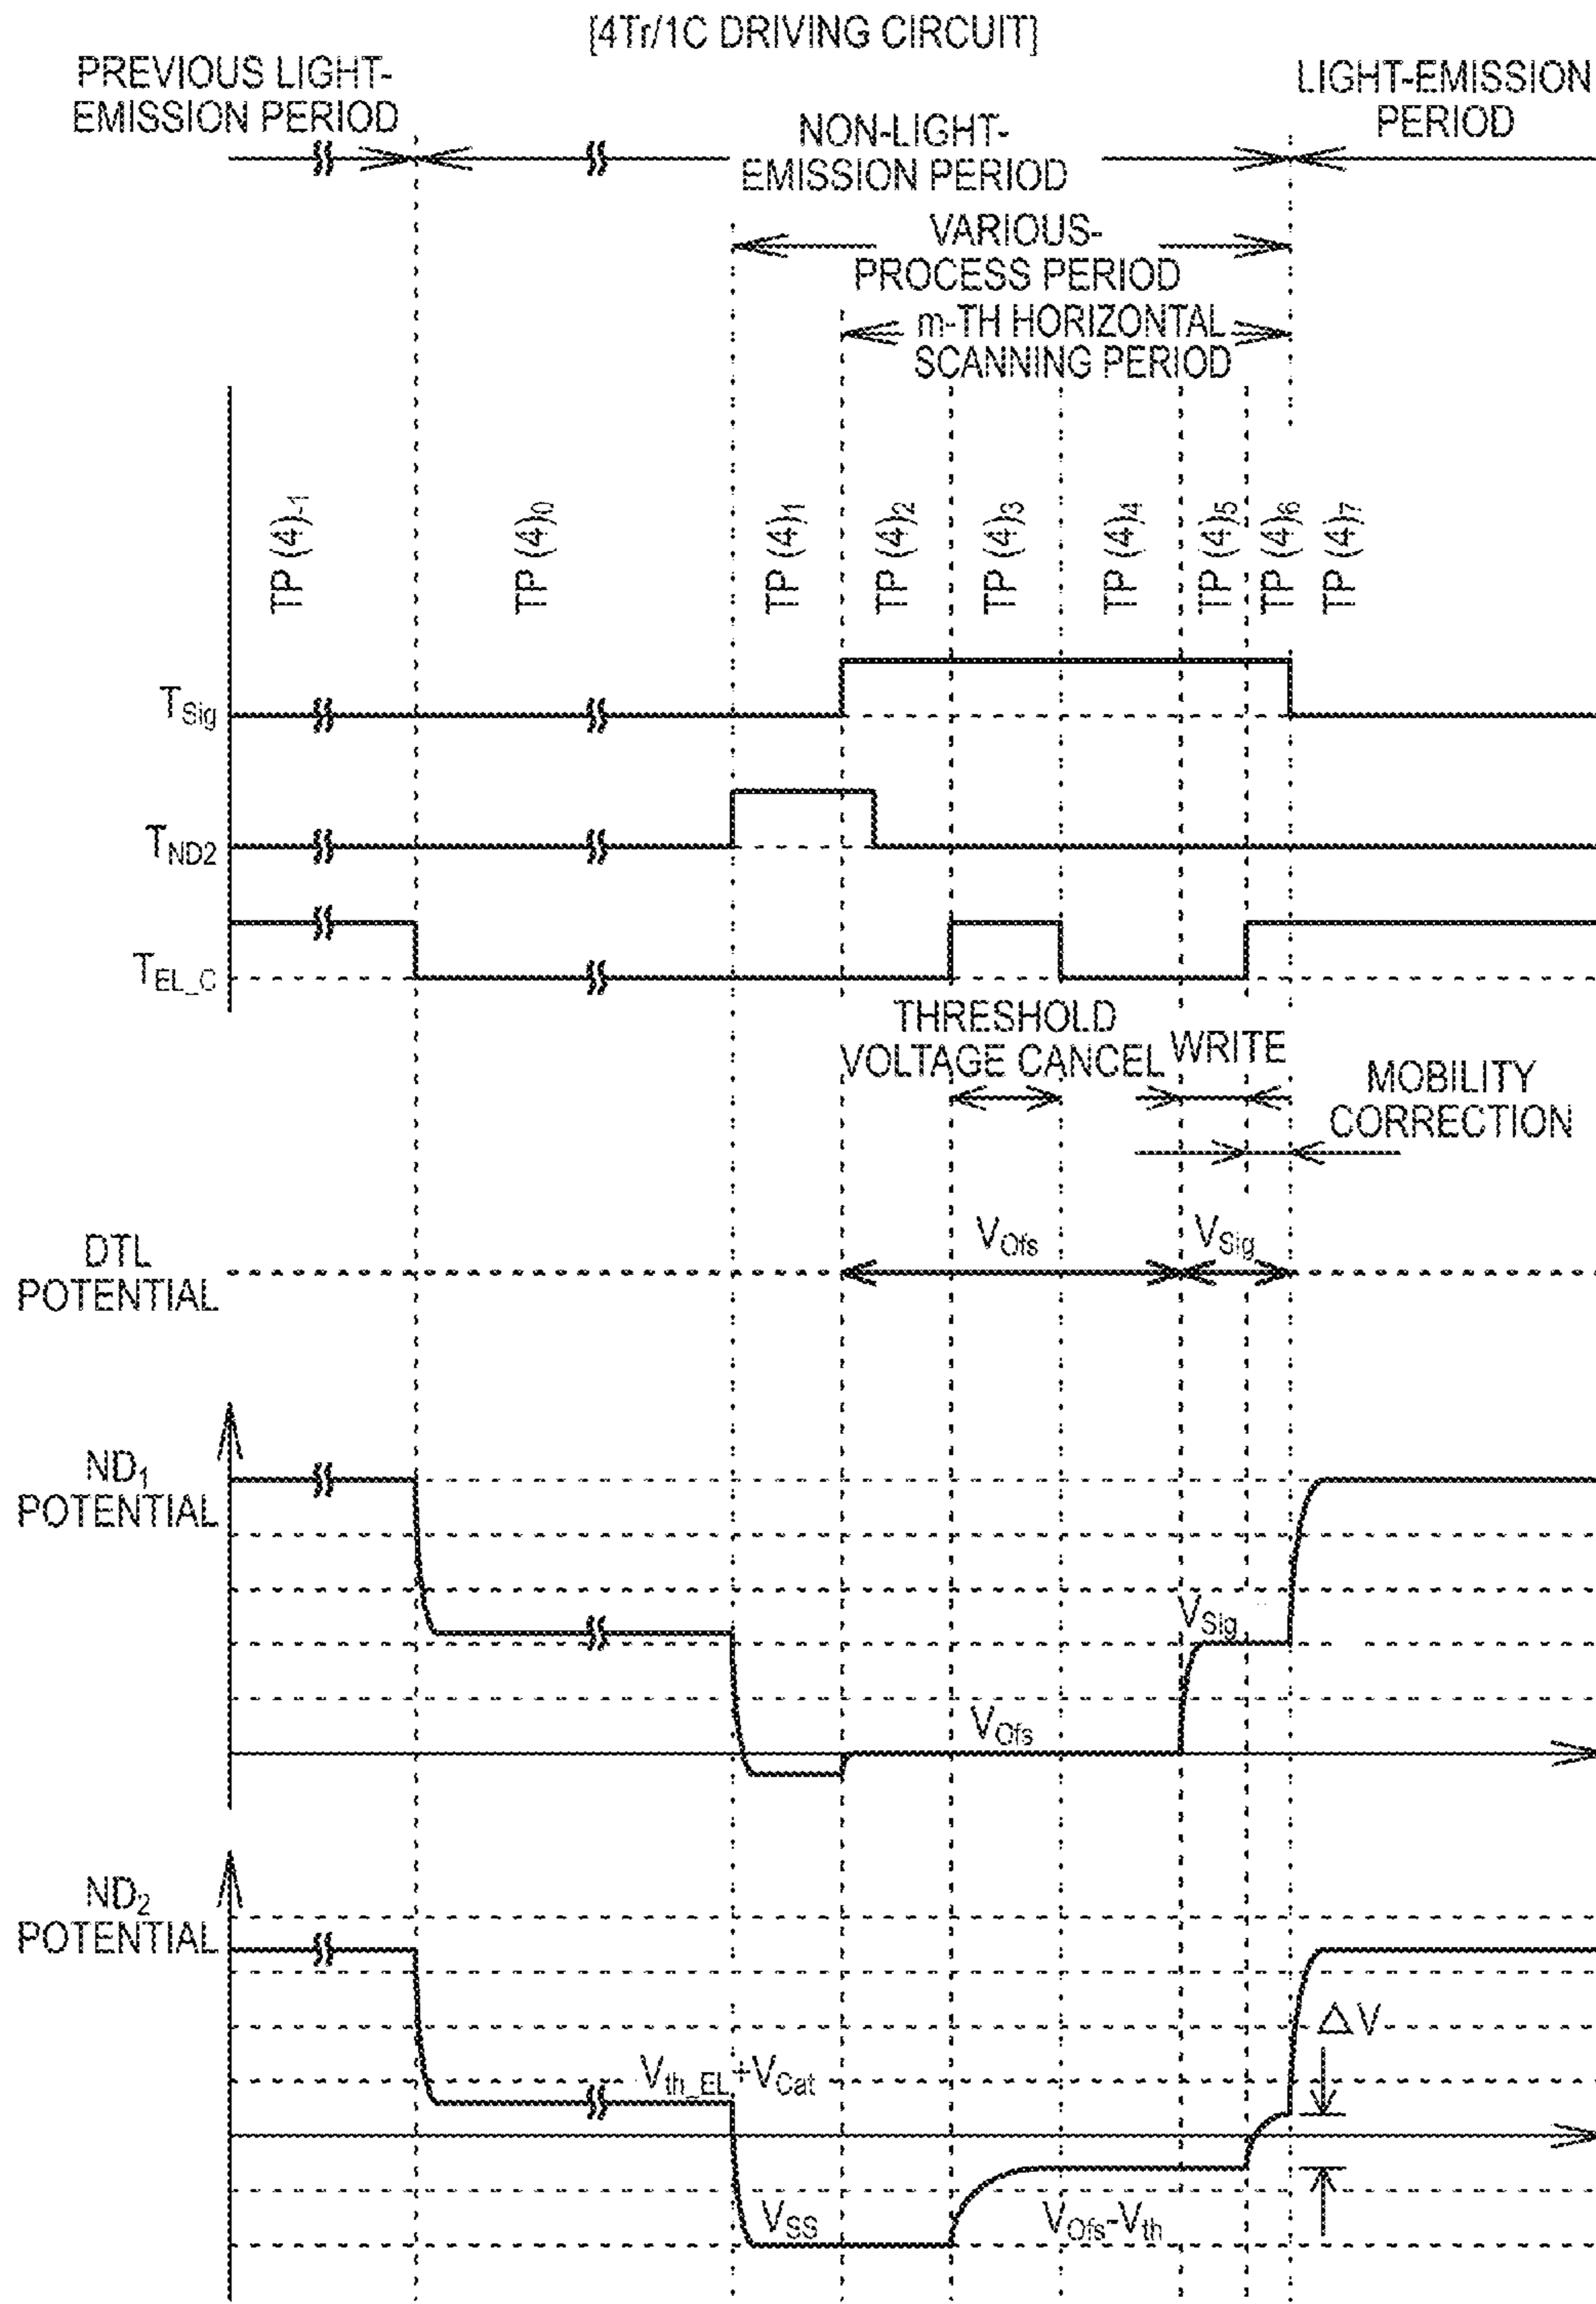 [4Tr/1C DRIVING CIRCUIT]
PREVIOUS LIGHT-
EMISSION PERIOD
NON-LIGHT-
EMISSION PERIOD
LIGHT-EMISSION
PERIOD
VARIOUS-
PROCESS PERIOD
m-TH HORIZONTAL
SCANNING PERIOD
TP (4)-1
TP (4)0
TP (4)1
TP (4)2
TP (4)3
TP (4)4
TP (4)5
TP (4)6
TP (4)7
TSig
TND2
TEL_C
THRESHOLD
VOLTAGE CANCEL
WRITE
MOBILITY
CORRECTION
DTL
POTENTIAL
VOfs
VSig
ND1
POTENTIAL
VSig
VOfs
ND2
POTENTIAL
ΔV
Vth_EL+VCat
VSS
VOfs-Vth